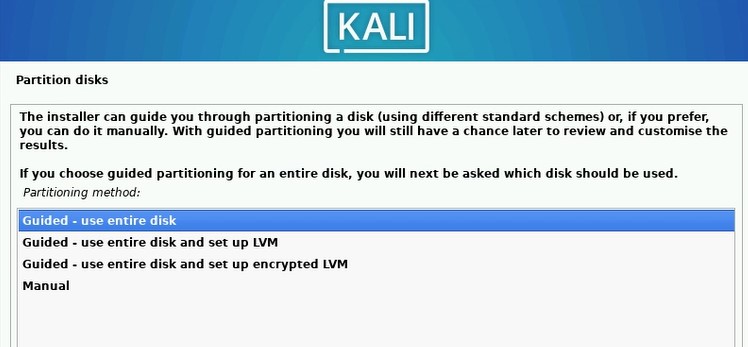 KALI
Partition disks
The installer can guide you through partitioning a disk (using different standard schemes) or, if you prefer,
you can do it manually. With guided partitioning you will still have a chance later to review and customise the
results.
If you choose guided partitioning for an entire disk, you will next be asked which disk should be used.
Partitioning method:
Guided - use entire disk
Guided - use entire disk and set up LVM
Guided - use entire disk and set up encrypted LVM
Manual